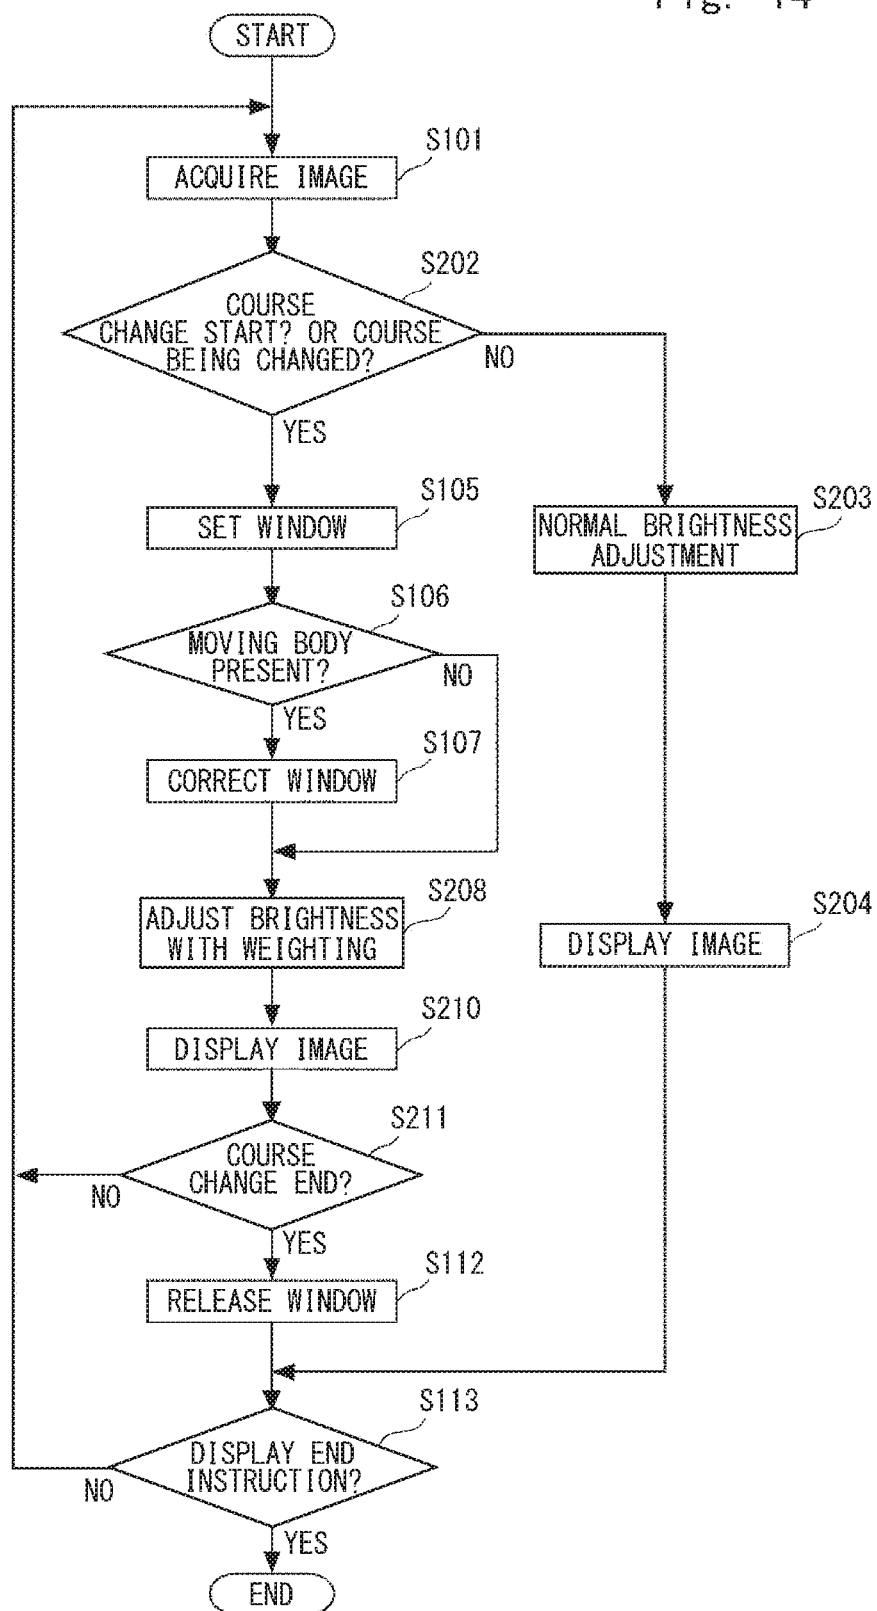 Fig. 14
START
S101
ACQUIRE IMAGE
S202
COURSE
CHANGE START? OR COURSE
BEING CHANGED?
NO
YES
S105
SET WINDOW
S203
NORMAL BRIGHTNESS
ADJUSTMENT
S106
MOVING BODY
PRESENT?
NO
YES
S107
CORRECT WINDOW
S208
ADJUST BRIGHTNESS
WITH WEIGHTING
S204
DISPLAY IMAGE
S210
DISPLAY IMAGE
S211
COURSE
CHANGE END?
NO
YES
S112
RELEASE WINDOW
S113
DISPLAY END
INSTRUCTION?
NO
YES
END